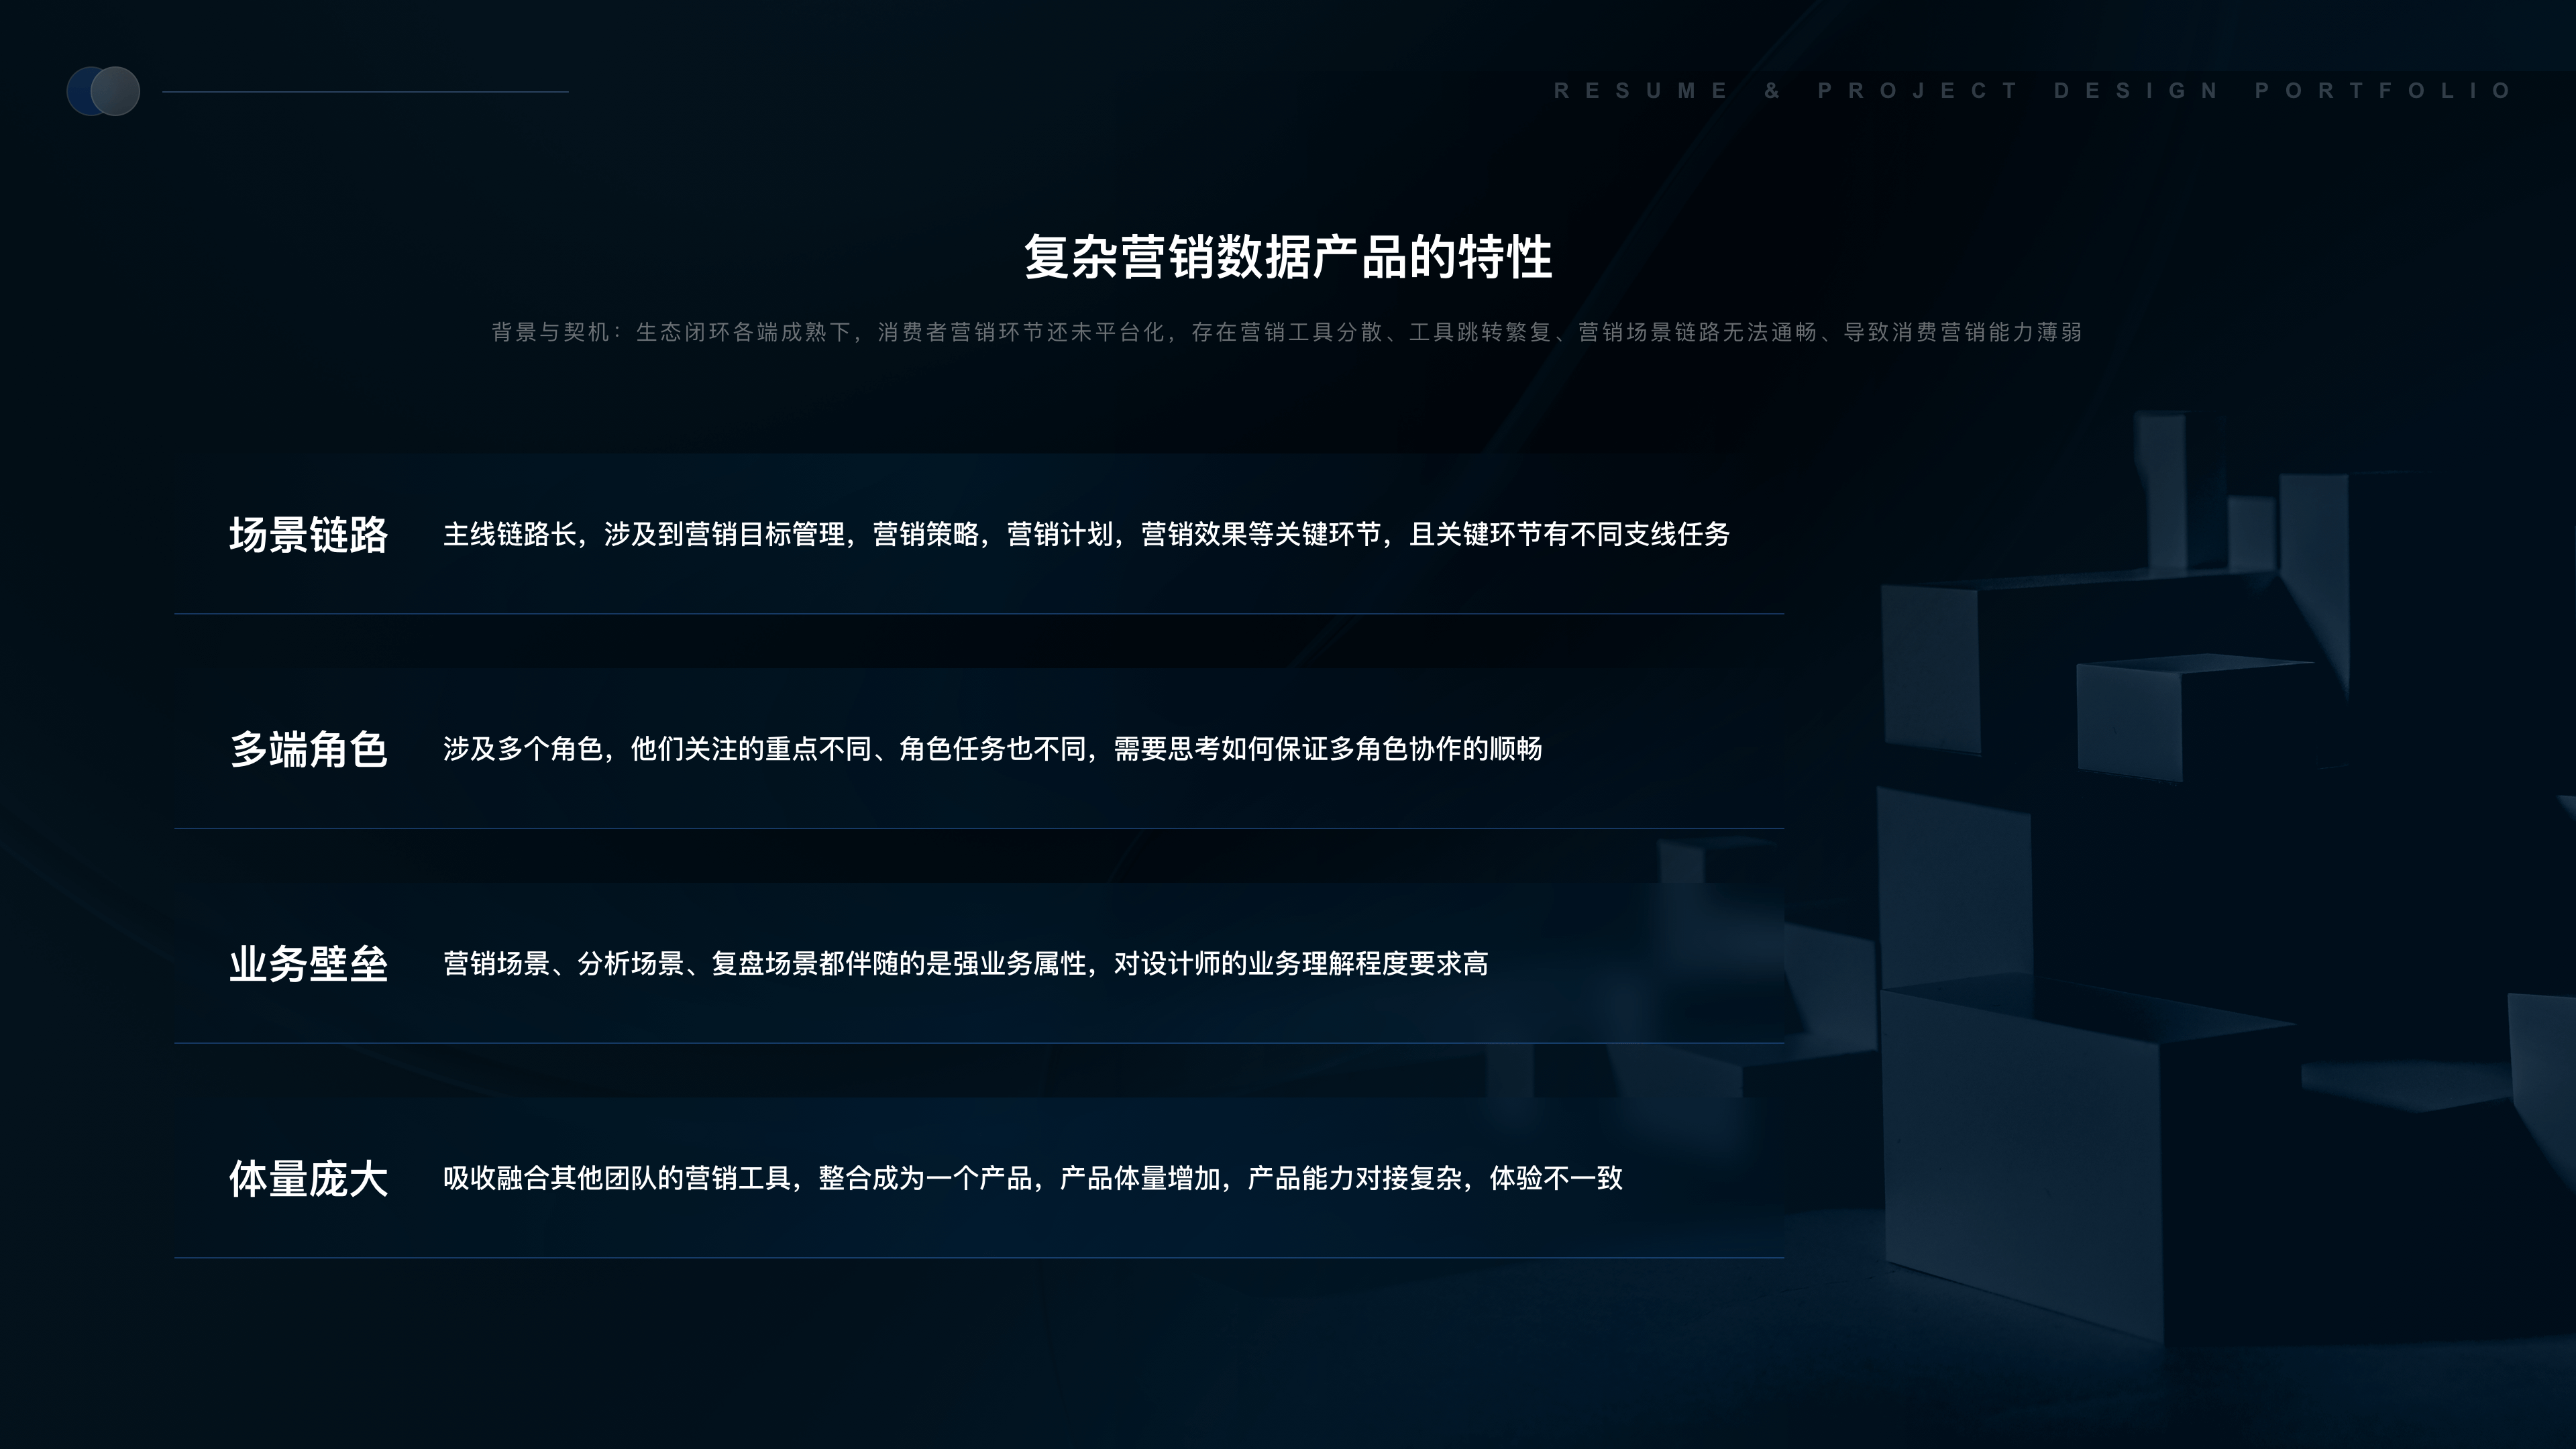 RESUME & PROJECT DESIGN PORTFOLIO
复杂营销数据产品的特性
背景与契机：生态闭环各端成熟下，消费者营销环节还未平台化，存在营销工具分散、工具跳转繁复、营销场景链路无法通畅、导致消费营销能力薄弱
场景链路
主线链路长，涉及到营销目标管理，营销策略，营销计划，营销效果等关键环节，且关键环节有不同支线任务
多端角色
涉及多个角色，他们关注的重点不同、角色任务也不同，需要思考如何保证多角色协作的顺畅
业务壁垒
营销场景、分析场景、复盘场景都伴随的是强业务属性，对设计师的业务理解程度要求高
体量庞大
吸收融合其他团队的营销工具，整合成为一个产品，产品体量增加，产品能力对接复杂，体验不一致